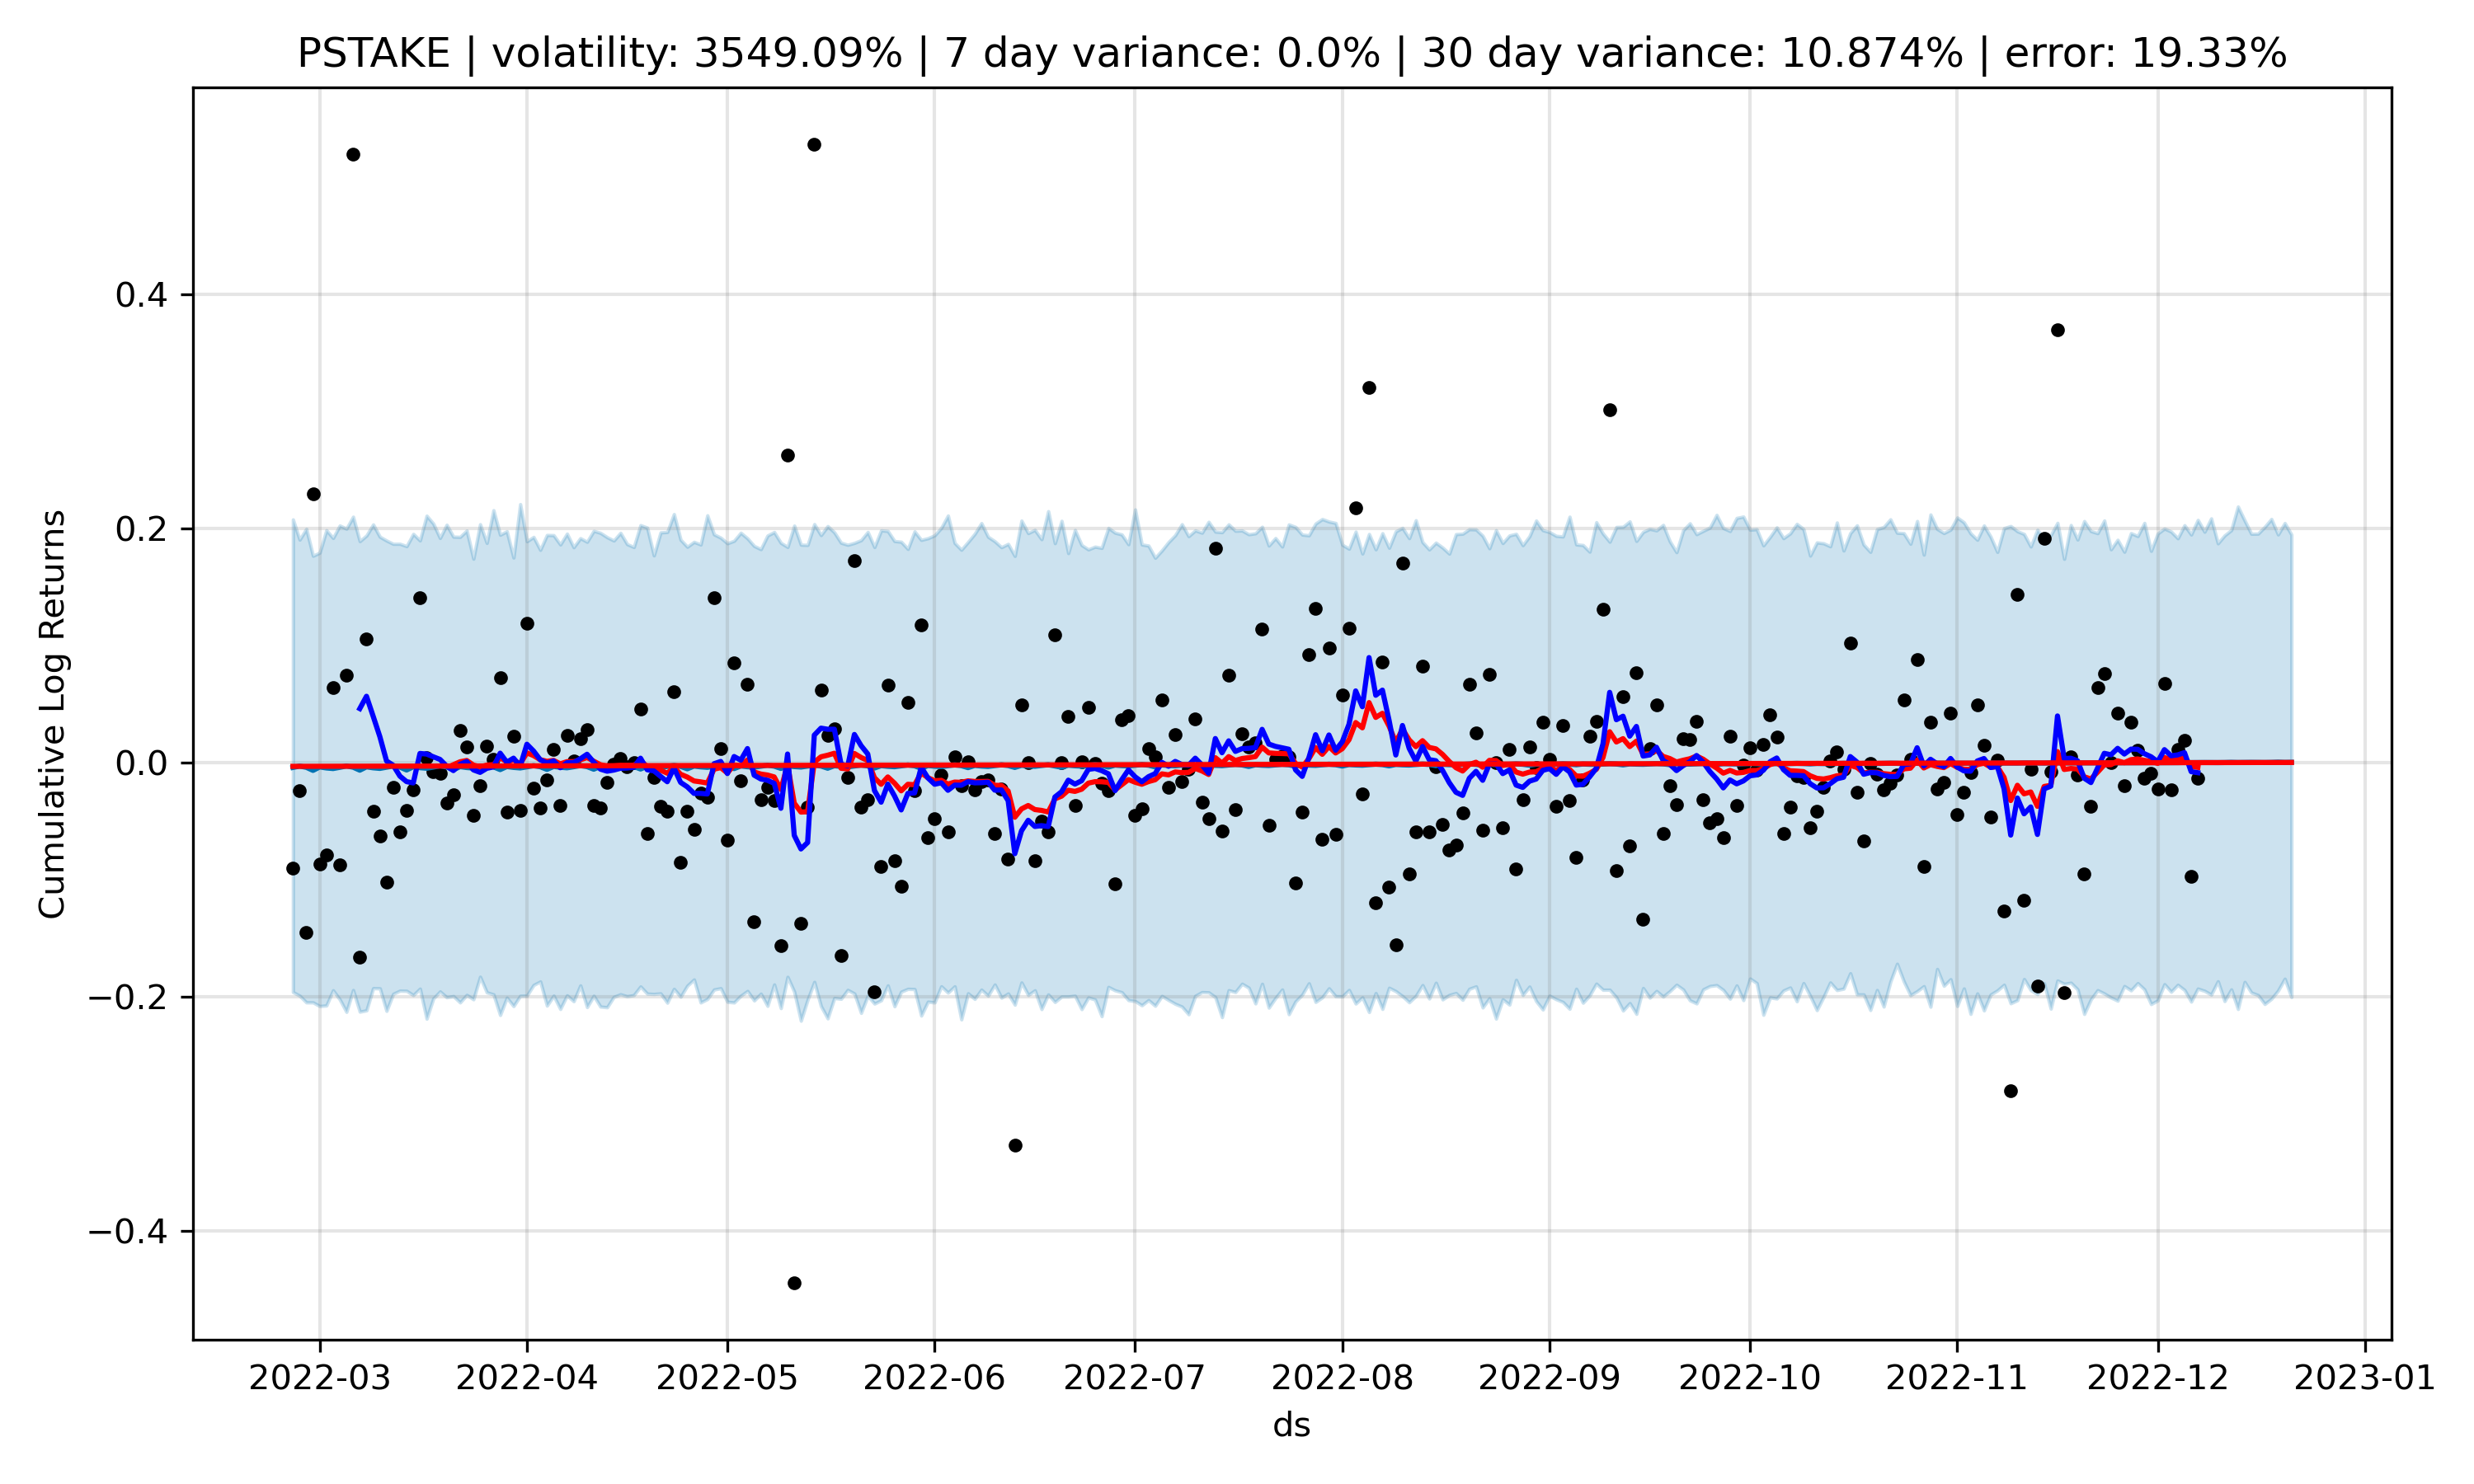 PSTAKE | volatility: 3549.09% | 7 day variance: 0.0% | 30 day variance: 10.874% | error: 19.33%
Cumulative Log Returns
0.4
0.2
0.0
−0.2
−0.4
2022-03 2022-04 2022-05 2022-06 2022-07 2022-08 2022-09 2022-10 2022-11 2022-12 2023-01
ds